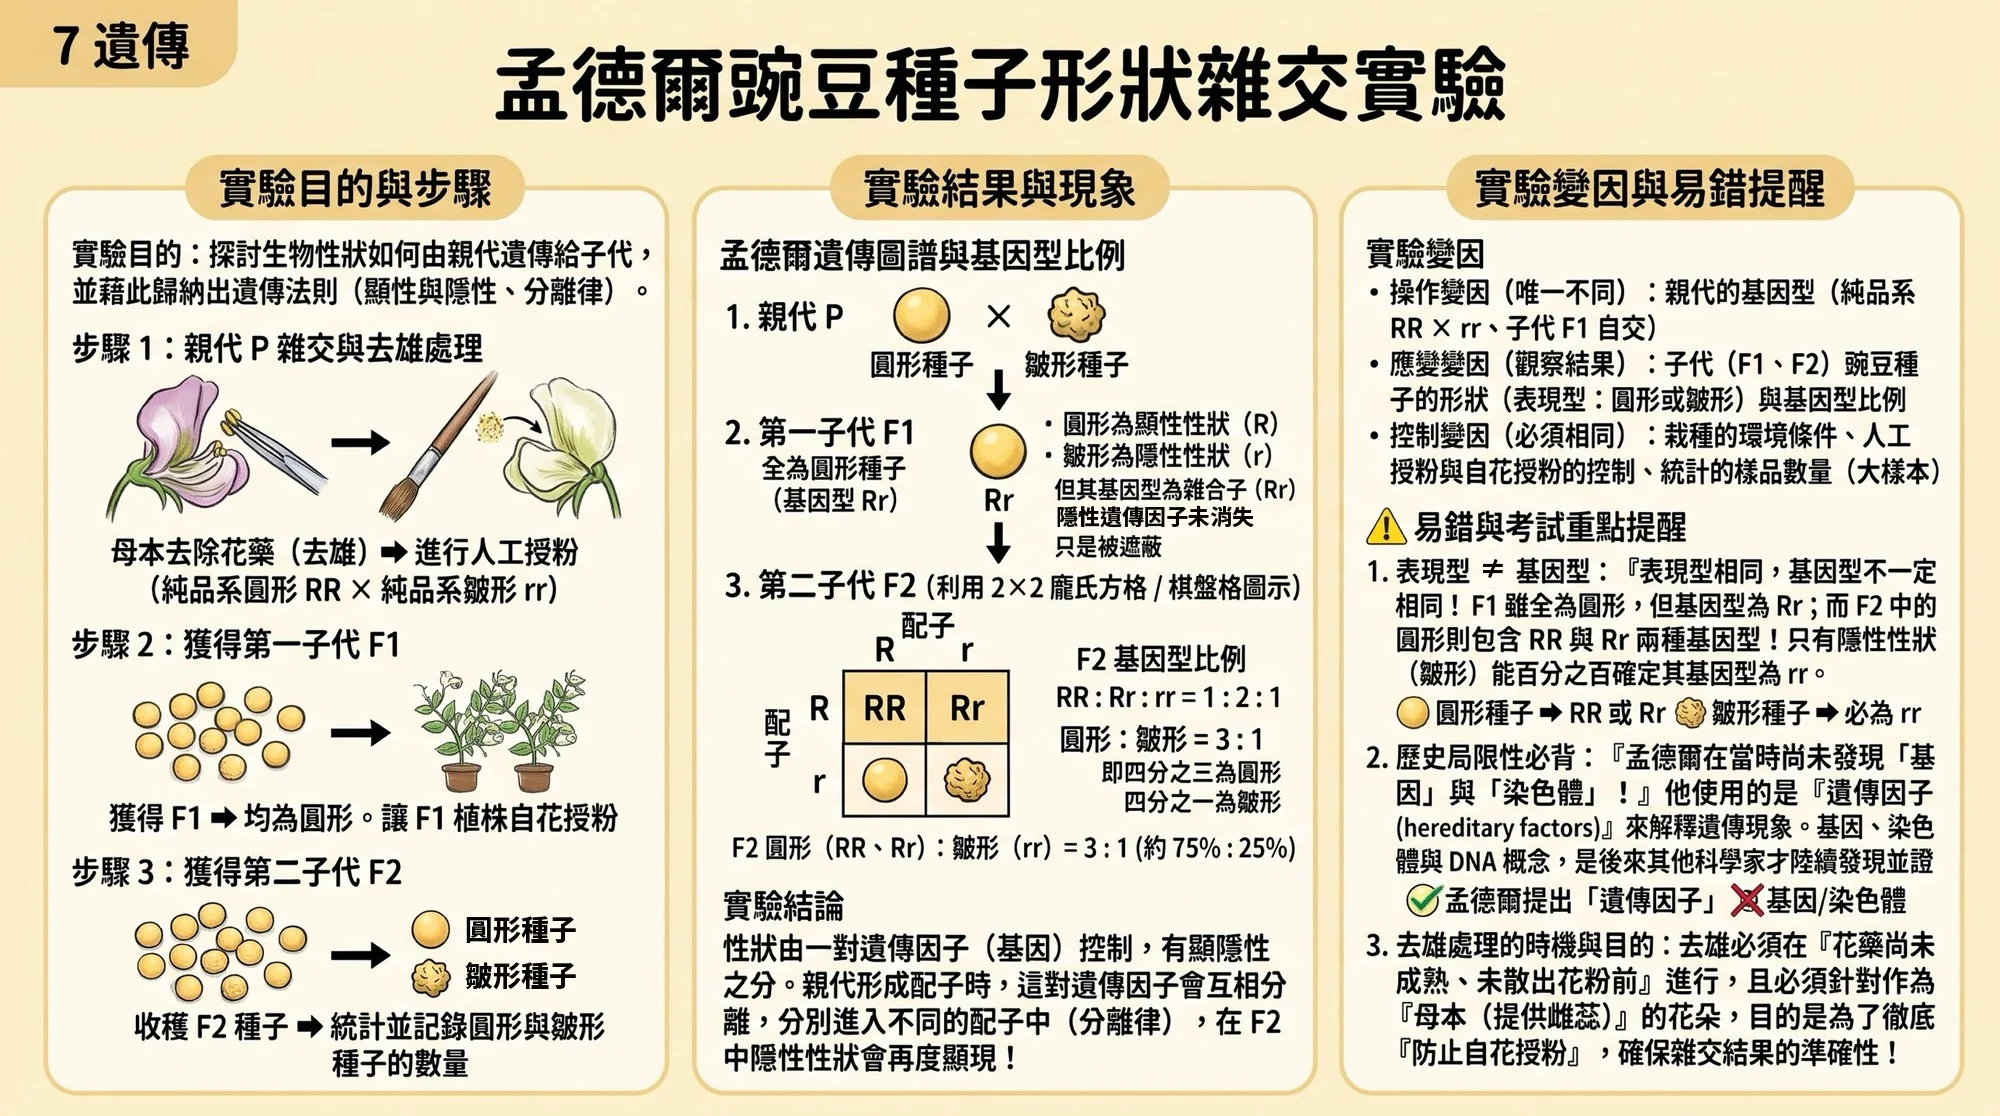 7 遺傳
孟德爾豌豆種子形狀雜交實驗
實驗目的與步驟
實驗目的：探討生物性狀如何由親代遺傳給子代，
並藉此歸納出遺傳法則（顯性與隱性、分離律）。
步驟 1：親代 P 雜交與去雄處理
母本去除花藥（去雄）➡ 進行人工授粉
（純品系圓形 RR × 純品系皺形 rr）
步驟 2：獲得第一子代 F1
獲得 F1 ➡ 均為圓形。讓 F1 植株自花授粉
步驟 3：獲得第二子代 F2
圓形種子
皺形種子
收穫 F2 種子 ➡ 統計並記錄圓形與皺形
種子的數量
實驗結果與現象
孟德爾遺傳圖譜與基因型比例
1. 親代 P
×
圓形種子
皺形種子
2. 第一子代 F1
全為圓形種子
（基因型 Rr）
Rr
・圓形為顯性性狀（R）
・皺形為隱性性狀（r）
但其基因型為雜合子（Rr）
隱性遺傳因子未消失
只是被遮蔽
3. 第二子代 F2（利用 2×2 龐氏方格 / 棋盤格圖示）
配子
R r
配子
R RR Rr
r
F2 基因型比例
RR : Rr : rr = 1 : 2 : 1
圓形：皺形 = 3 : 1
即四分之三為圓形
四分之一為皺形
F2 圓形（RR、Rr）：皺形（rr）= 3 : 1 (約 75% : 25%)
實驗結論
性狀由一對遺傳因子（基因）控制，有顯隱性
之分。親代形成配子時，這對遺傳因子會互相分
離，分別進入不同的配子中（分離律），在 F2
中隱性性狀會再度顯現！
實驗變因與易錯提醒
實驗變因
・操作變因（唯一不同）：親代的基因型（純品系
RR × rr、子代 F1 自交）
・應變變因（觀察結果）：子代（F1、F2）豌豆種
子的形狀（表現型：圓形或皺形）與基因型比例
・控制變因（必須相同）：栽種的環境條件、人工
授粉與自花授粉的控制、統計的樣品數量（大樣本）
易錯與考試重點提醒
1. 表現型 ≠ 基因型：『表現型相同，基因型不一定
相同！F1 雖全為圓形，但基因型為 Rr；而 F2 中的
圓形則包含 RR 與 Rr 兩種基因型！只有隱性性狀
（皺形）能百分之百確定其基因型為 rr。
圓形種子 ➡ RR 或 Rr 皺形種子 ➡ 必為 rr
2. 歷史局限性必背：『孟德爾在當時尚未發現「基
因」與「染色體」！』他使用的是『遺傳因子
(hereditary factors)』來解釋遺傳現象。基因、染色
體與 DNA 概念，是後來其他科學家才陸續發現並證
孟德爾提出「遺傳因子」 基因/染色體
3. 去雄處理的時機與目的：去雄必須在『花藥尚未
成熟、未散出花粉前』進行，且必須針對作為
『母本（提供雌蕊）』的花朵，目的是為了徹底
『防止自花授粉』，確保雜交結果的準確性！